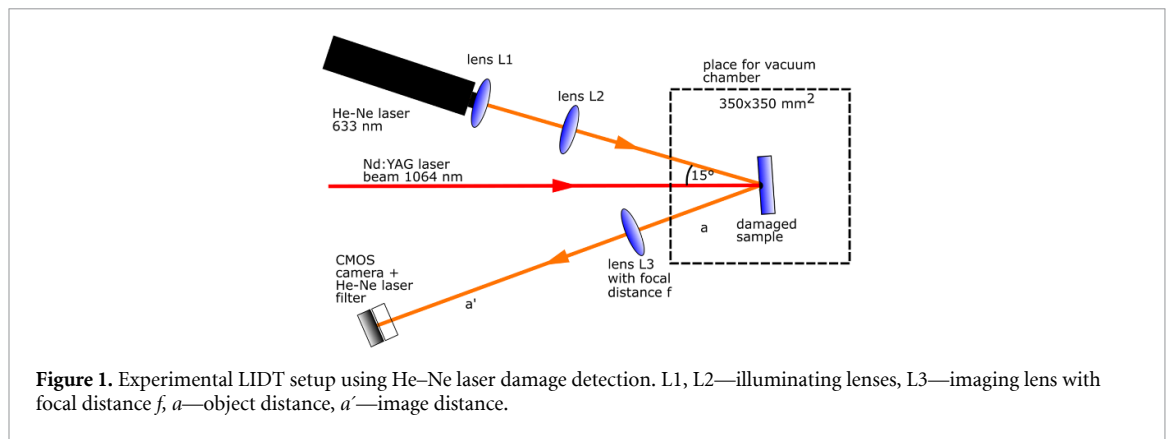 lens L1
place for vacuum
chamber
350x350 mm2
lens L2
He-Ne laser
633 nm
Nd:YAG laser
beam 1064 nm
15°
a
damaged
sample
CMOS
camera +
He-Ne laser
filter
lens L3
with focal
distance f
a'
Figure 1. Experimental LIDT setup using He–Ne laser damage detection. L1, L2—illuminating lenses, L3—imaging lens with
focal distance f, a—object distance, a´—image distance.